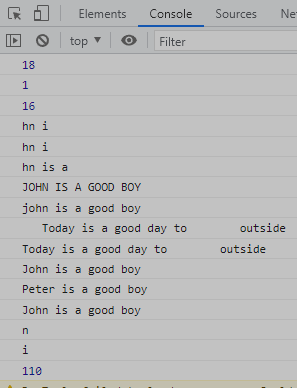 Elements Console Sources
top ▼ Filter
18
1
16
hn i
hn i
hn is a
JOHN IS A GOOD BOY
john is a good boy
   Today is a good day to         outside
Today is a good day to         outside
John is a good boy
Peter is a good boy
John is a good boy
n
i
110